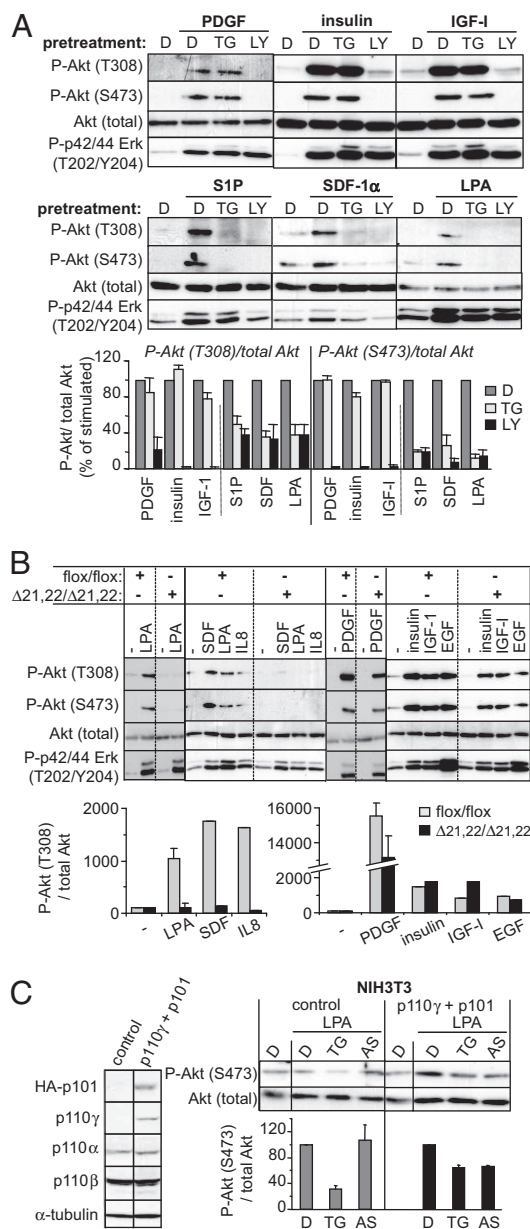 A
PDGF insulin IGF-I
pretreatment: D D TG LY D D TG LY D D TG LY
P-Akt (T308)
P-Akt (S473)
Akt (total)
P-p42/44 Erk
(T202/Y204)
S1P SDF-1α LPA
pretreatment: D D TG LY D D TG LY D D TG LY
P-Akt (T308)
P-Akt (S473)
Akt (total)
P-p42/44 Erk
(T202/Y204)
P-Akt (T308)/total Akt P-Akt (S473)/total Akt
P-Akt/ total Akt
(% of stimulated)
120
80
40
0
D
TG
LY
PDGF insulin IGF-1 S1P SDF LPA PDGF insulin IGF-I S1P SDF LPA
B
flox/flox: + - + - + - + -
Δ21,22/Δ21,22: - + - + - + - +
- LPA - LPA - SDF LPA IL8 - SDF LPA IL8 - PDGF - PDGF - insulin IGF-1 EGF - insulin IGF-I EGF
P-Akt (T308)
P-Akt (S473)
Akt (total)
P-p42/44 Erk
(T202/Y204)
P-Akt (T308)
/ total Akt
2000
1000
0
- LPA SDF IL8
16000
14000
2000
1000
0
- PDGF insulin IGF-I EGF
flox/flox
Δ21,22/Δ21,22
C
control p110γ + p101
HA-p101
p110γ
p110α
p110β
α-tubulin
NIH3T3
control p110γ + p101
LPA LPA
D D TG AS D D TG AS
P-Akt (S473)
Akt (total)
P-Akt (S473)
/ total Akt
120
80
40
0
D TG AS D TG AS